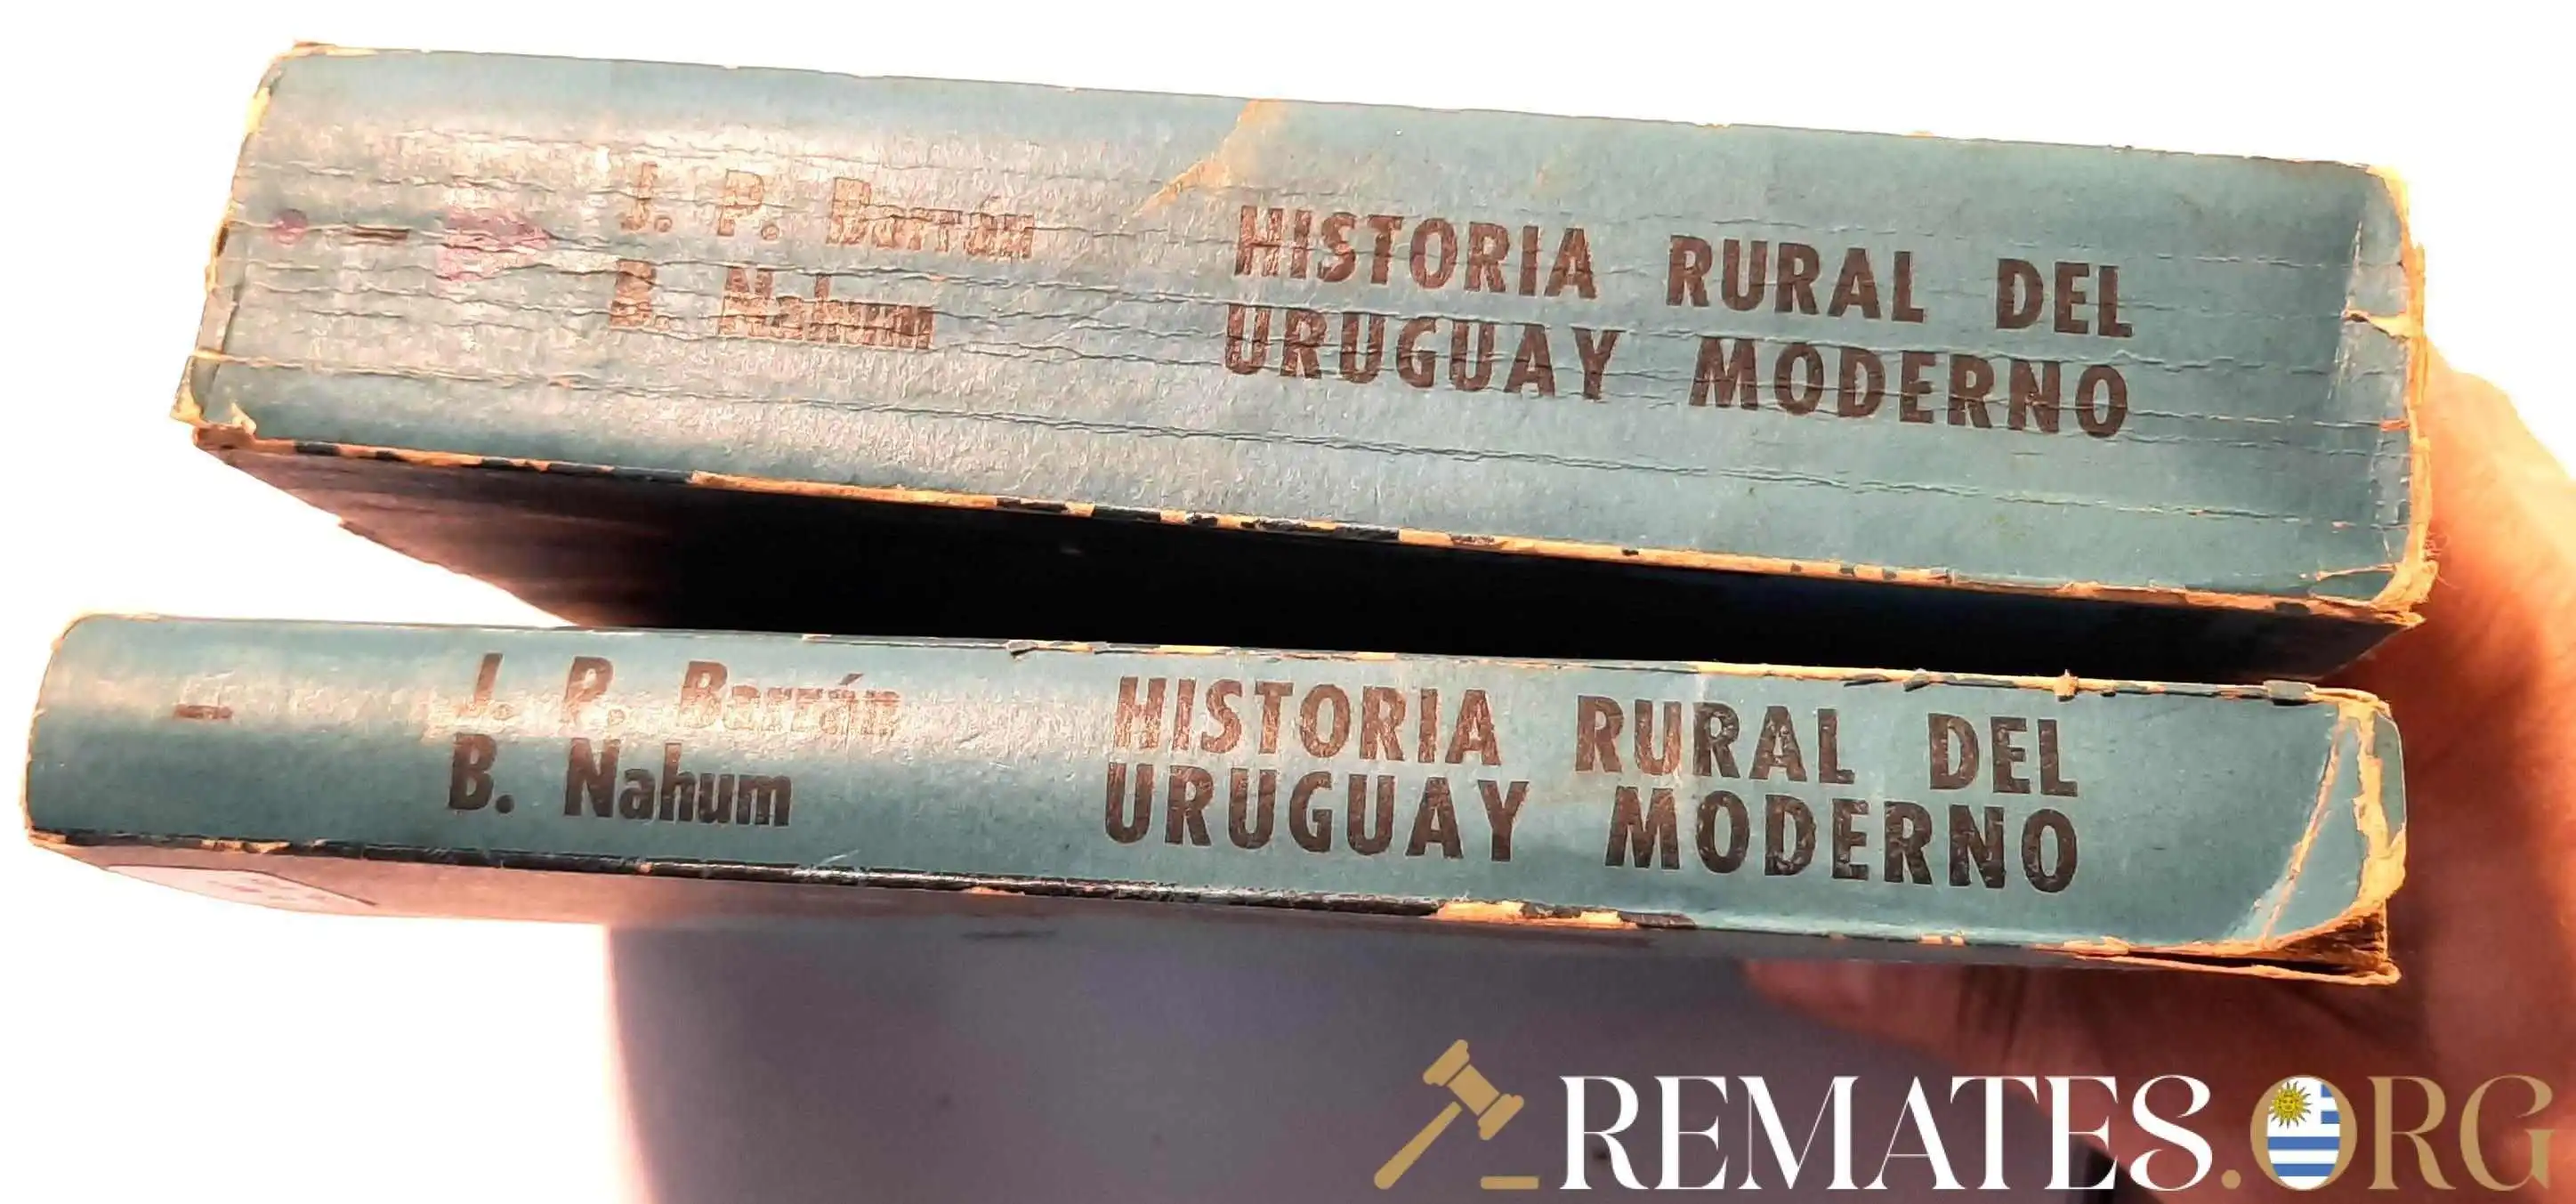 J. P. Barrán
B. Nahum
HISTORIA RURAL DEL
URUGUAY MODERNO
J. P. Barrán
B. Nahum
HISTORIA RURAL DEL
URUGUAY MODERNO
REMATES.ORG